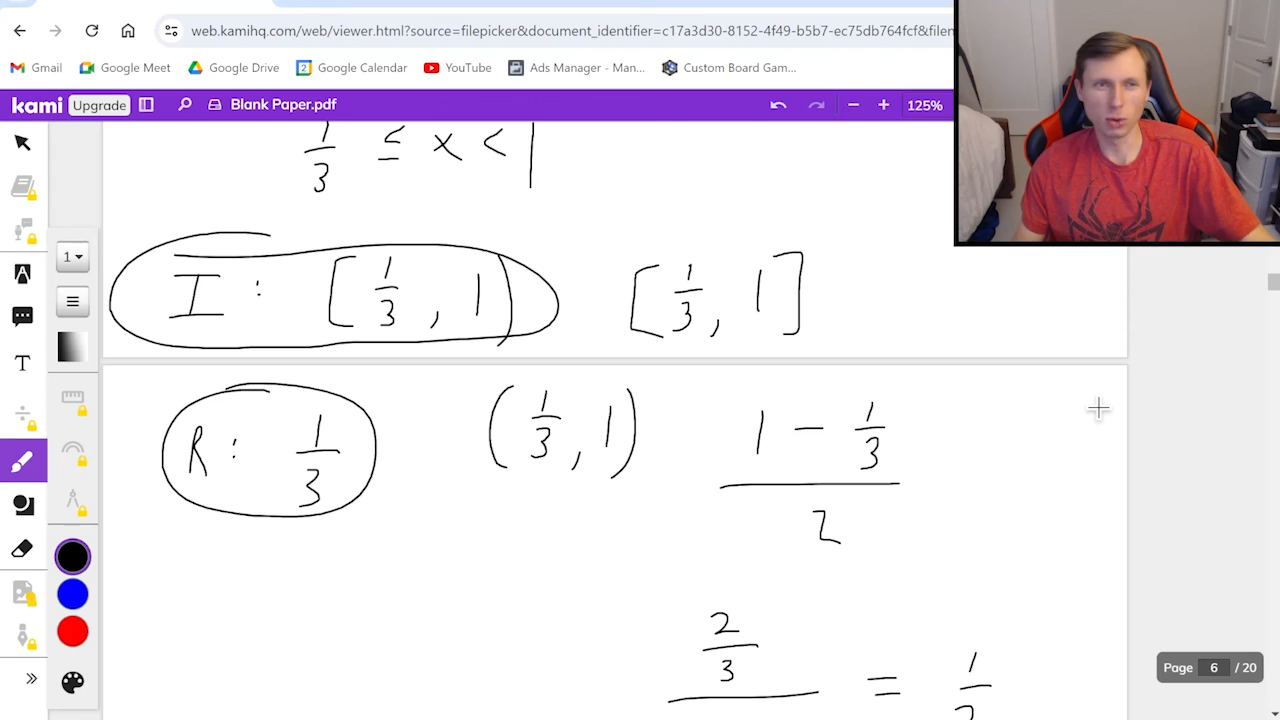 web.kamihq.com/web/viewer.html?source=filepicker&document_identifier=c17a3d30-8152-4f49-b5b7-ec75db764fcf&filen
Gmail Google Meet Google Drive 2 Google Calendar YouTube Ads Manager - Man... Custom Board Gam...
kami Upgrade Blank Paper.pdf 125%
1/3 ≤ x < 1
1
I : [1/3, 1) [1/3, 1]
R : 1/3 (1/3, 1) (1 - 1/3)/2
2/3 = 1
Page 6 / 20